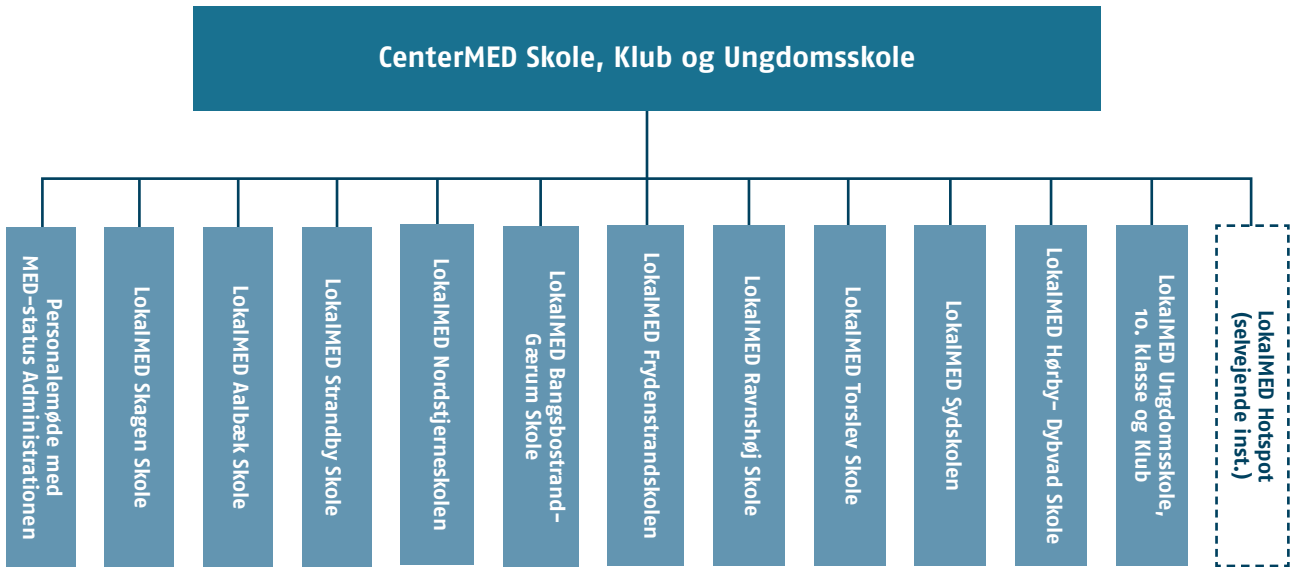 CenterMED Skole, Klub og Ungdomsskole
Personalemøde med
MED-status Administrationen
LokalMED Skagen Skole
LokalMED Aalbæk Skole
LokalMED Strandby Skole
LokalMED Nordstjerneskolen
LokalMED Bangsbostrand-
Gærum Skole
LokalMED Frydenstrandskolen
LokalMED Ravnshøj Skole
LokalMED Torslev Skole
LokalMED Sydskolen
LokalMED Hørby- Dybvad Skole
LokalMED Ungdomsskole,
10. klasse og Klub
LokalMED Hotspot
(selvejende inst.)